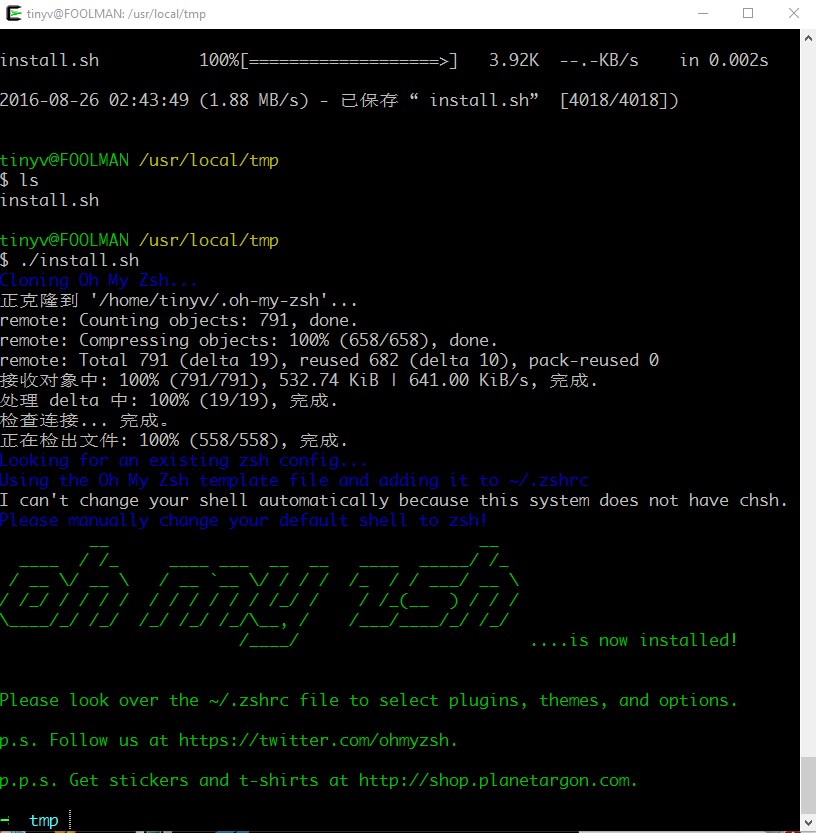 tinyv@FOOLMAN: /usr/local/tmp
install.sh 100%[===================>] 3.92K --.-KB/s in 0.002s
2016-08-26 02:43:49 (1.88 MB/s) - 已保存 “ install.sh” [4018/4018])
tinyv@FOOLMAN /usr/local/tmp
$ ls
install.sh
tinyv@FOOLMAN /usr/local/tmp
$ ./install.sh
Cloning Oh My Zsh...
正克隆到 '/home/tinyv/.oh-my-zsh'...
remote: Counting objects: 791, done.
remote: Compressing objects: 100% (658/658), done.
remote: Total 791 (delta 19), reused 682 (delta 10), pack-reused 0
接收对象中: 100% (791/791), 532.74 KiB | 641.00 KiB/s, 完成.
处理 delta 中: 100% (19/19), 完成.
检查连接... 完成。
正在检出文件: 100% (558/558), 完成.
Looking for an existing zsh config...
Using the Oh My Zsh template file and adding it to ~/.zshrc
I can't change your shell automatically because this system does not have chsh.
Please manually change your default shell to zsh!
oh my zsh
....is now installed!
Please look over the ~/.zshrc file to select plugins, themes, and options.
p.s. Follow us at https://twitter.com/ohmyzsh.
p.p.s. Get stickers and t-shirts at http://shop.planetargon.com.
tmp